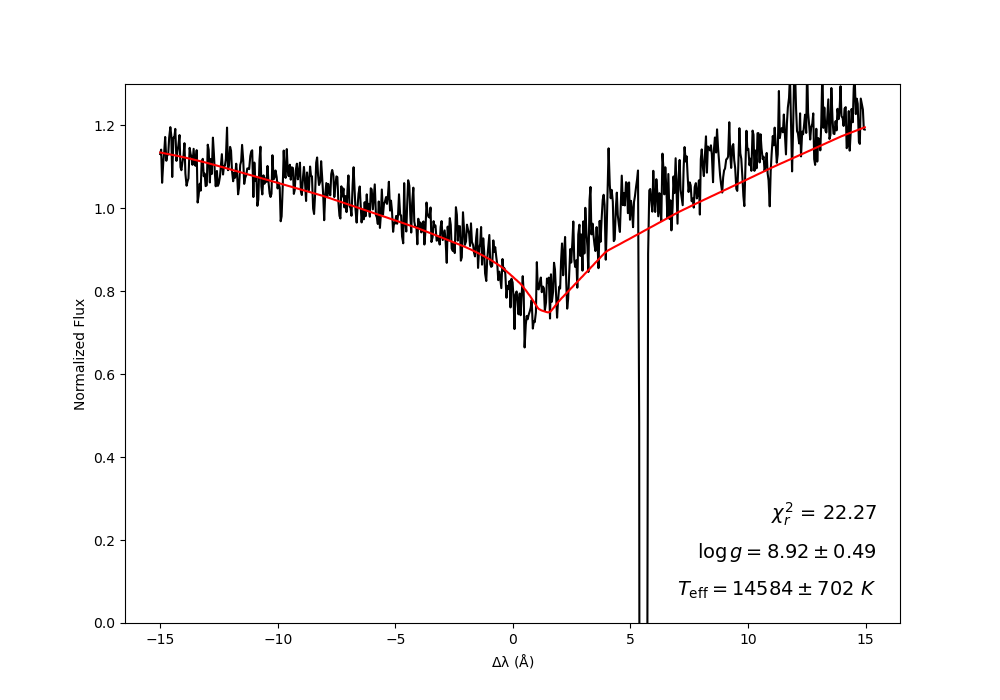 1.2
1.0
0.8
0.6
0.4
0.2
0.0
Normalized Flux
χ²ᵣ = 22.27
log g = 8.92 ± 0.49
T_eff = 14584 ± 702 K
−15 −10 −5 0 5 10 15
Δλ (Å)